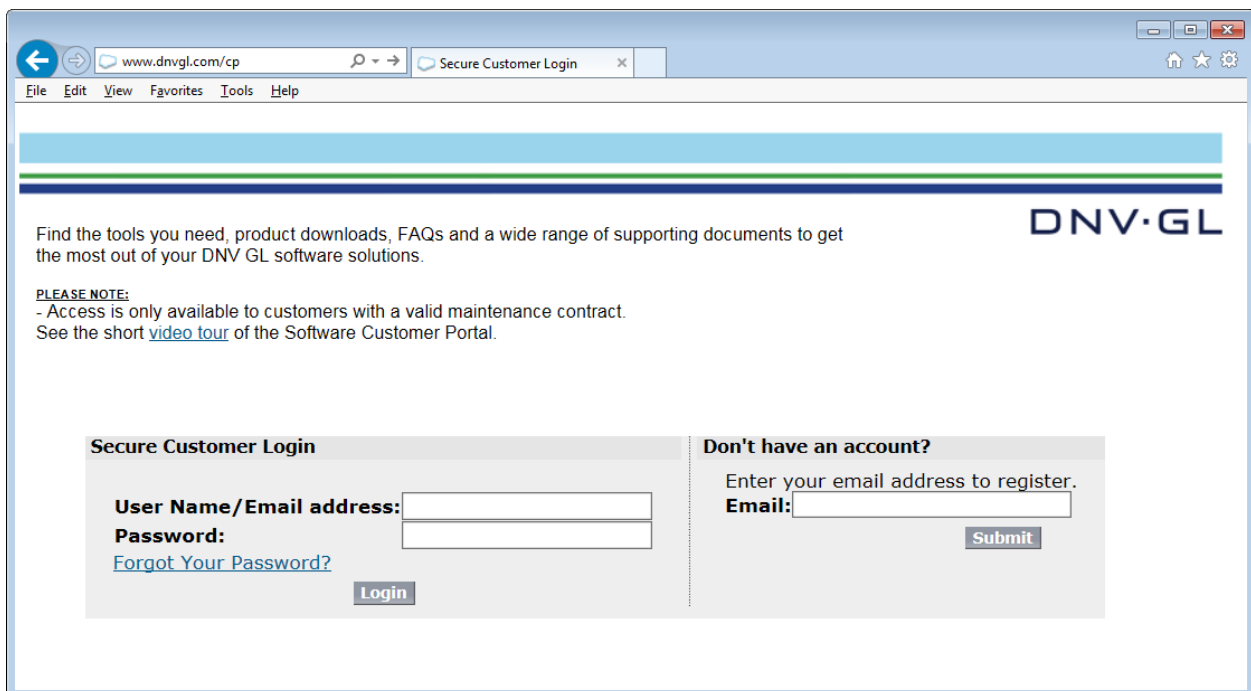 www.dnvgl.com/cp
Secure Customer Login
File Edit View Favorites Tools Help
DNV·GL
Find the tools you need, product downloads, FAQs and a wide range of supporting documents to get
the most out of your DNV GL software solutions.
PLEASE NOTE:
- Access is only available to customers with a valid maintenance contract.
See the short video tour of the Software Customer Portal.
Secure Customer Login
User Name/Email address:
Password:
Forgot Your Password?
Login
Don't have an account?
Enter your email address to register.
Email:
Submit